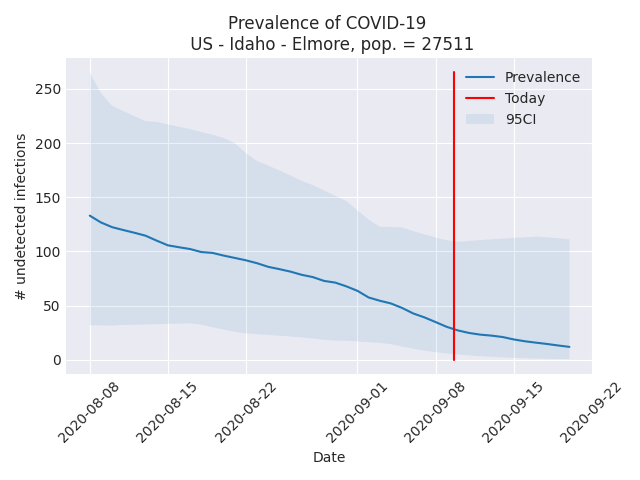 Prevalence of COVID-19
US - Idaho - Elmore, pop. = 27511
# undetected infections
250
200
150
100
50
0
Prevalence
Today
95CI
2020-08-08
2020-08-15
2020-08-22
2020-09-01
2020-09-08
2020-09-15
2020-09-22
Date